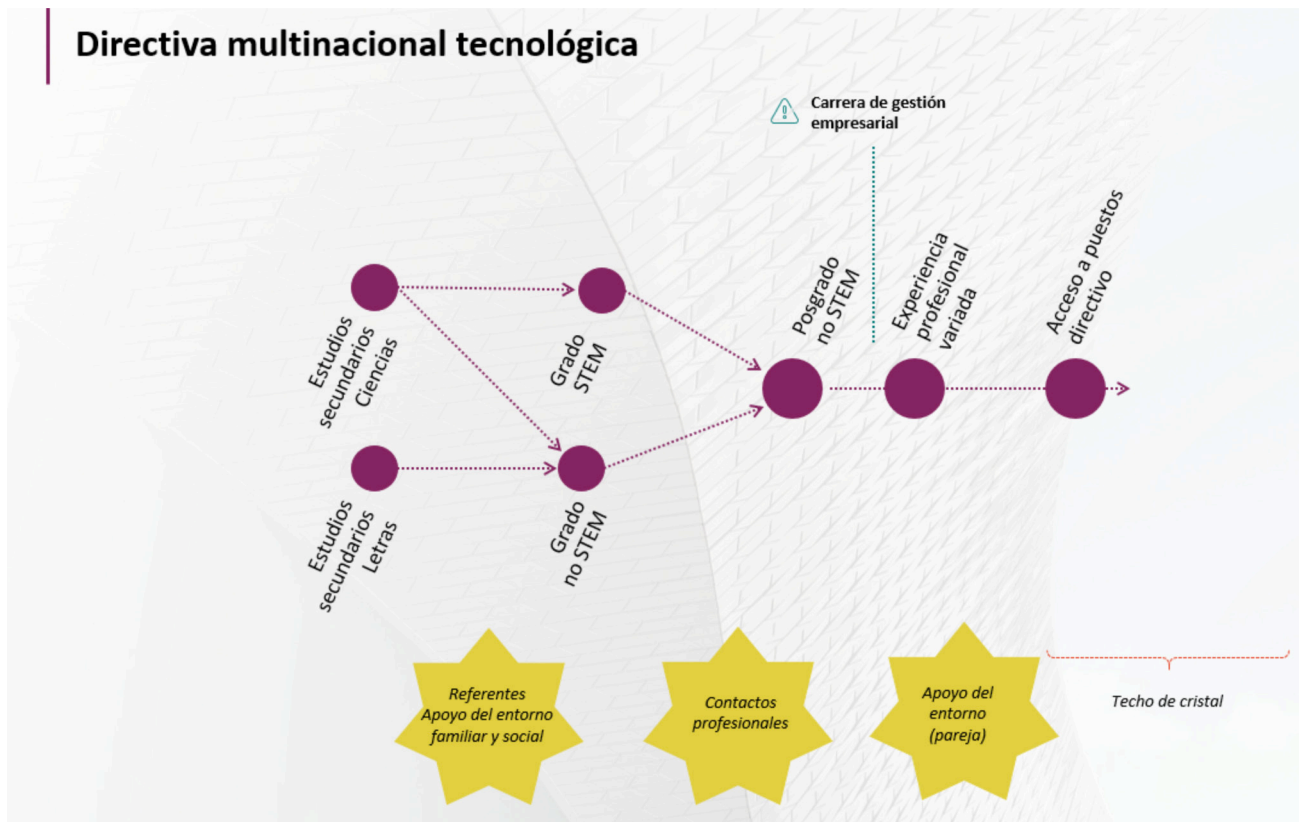 Directiva multinacional tecnológica
Carrera de gestión
empresarial
Estudios
secundarios
Ciencias
Grado
STEM
Posgrado
no STEM
Experiencia
profesional
variada
Acceso a puestos
directivo
Estudios
secundarios
Letras
Grado
no STEM
Referentes
Apoyo del entorno
familiar y social
Contactos
profesionales
Apoyo del
entorno
(pareja)
Techo de cristal